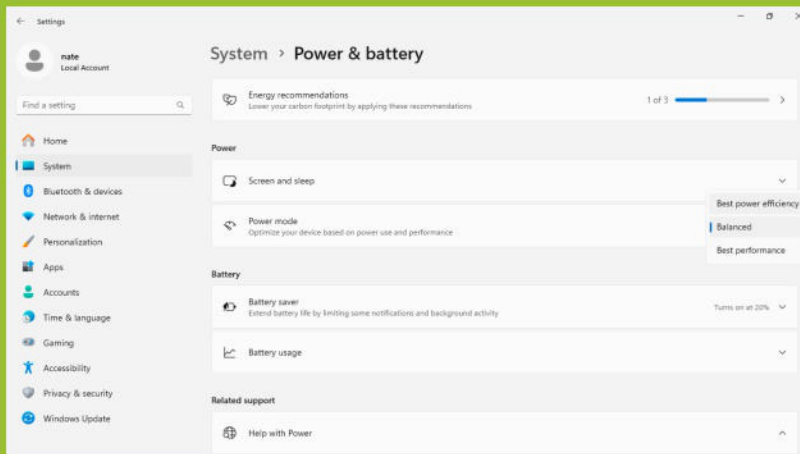 Settings
nate
Local Account
Find a setting
Home
System
Bluetooth & devices
Network & internet
Personalization
Apps
Accounts
Time & language
Gaming
Accessibility
Privacy & security
Windows Update
System > Power & battery
Energy recommendations
Lower your carbon footprint by applying these recommendations
1 of 3
Power
Screen and sleep
Power mode
Optimize your device based on power use and performance
Best power efficiency
Balanced
Best performance
Battery
Battery saver
Extend battery life by limiting some notifications and background activity
Turns on at 20%
Battery usage
Related support
Help with Power